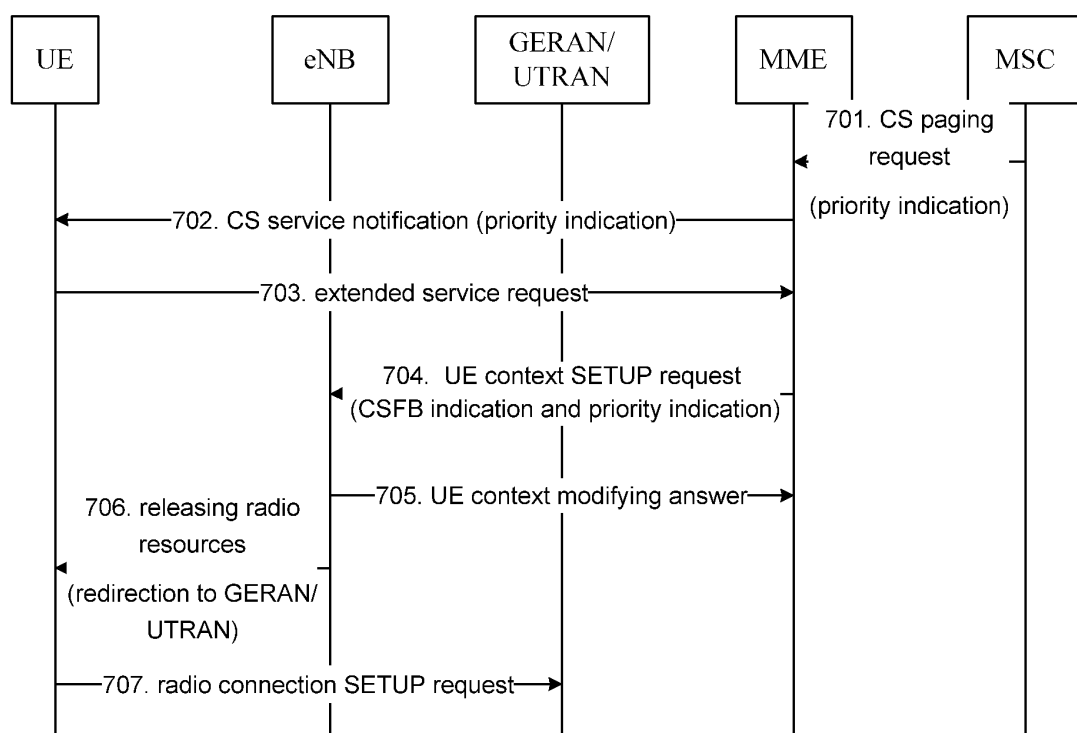 UE
eNB
GERAN/
UTRAN
MME
MSC
701. CS paging
request
(priority indication)
702. CS service notification (priority indication)
703. extended service request
704. UE context SETUP request
(CSFB indication and priority indication)
705. UE context modifying answer
706. releasing radio
resources
(redirection to GERAN/
UTRAN)
707. radio connection SETUP request